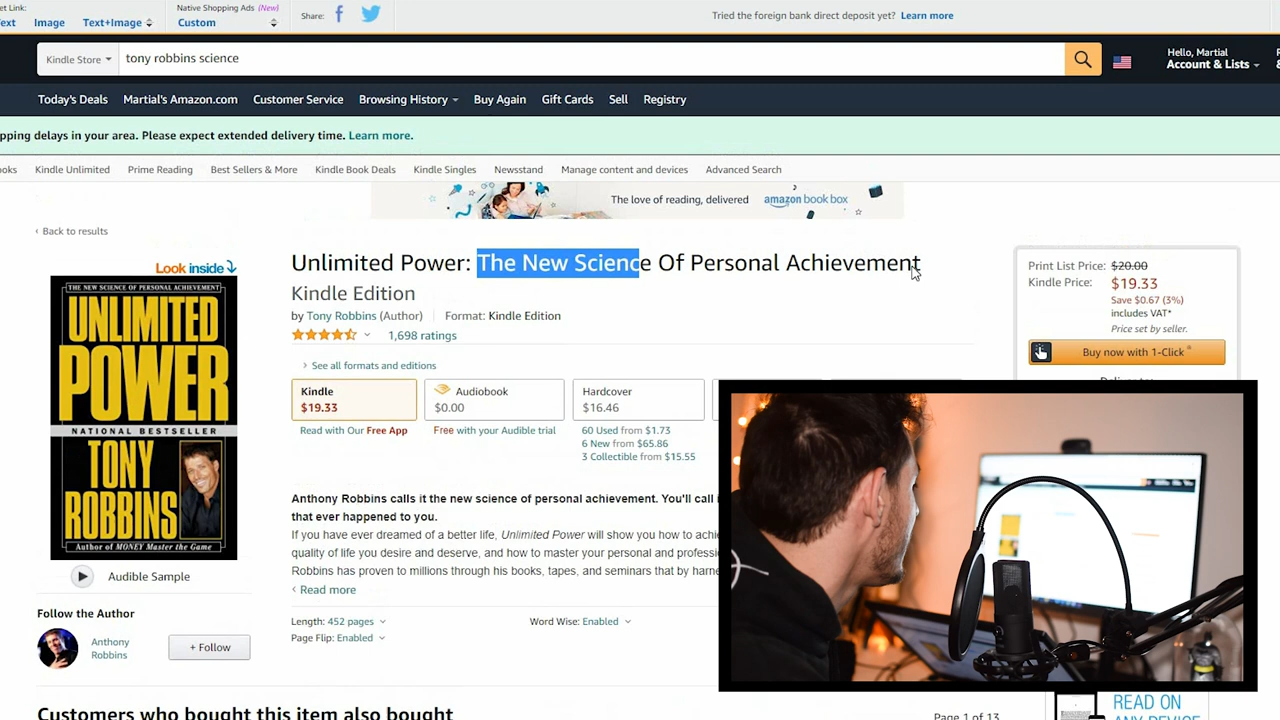 et Link:
Text
Image
Text+Image
Native Shopping Ads (New)
Custom
Share:
Tried the foreign bank direct deposit yet? Learn more
Kindle Store
tony robbins science
Hello, Martial
Account & Lists
Today's Deals
Martial's Amazon.com
Customer Service
Browsing History
Buy Again
Gift Cards
Sell
Registry
pping delays in your area. Please expect extended delivery time. Learn more.
ooks
Kindle Unlimited
Prime Reading
Best Sellers & More
Kindle Book Deals
Kindle Singles
Newsstand
Manage content and devices
Advanced Search
The love of reading, delivered
amazon book box
‹ Back to results
Look inside
THE NEW SCIENCE OF PERSONAL ACHIEVEMENT
UNLIMITED
POWER
NATIONAL BESTSELLER
TONY
ROBBINS
Author of MONEY Master the Game
Audible Sample
Follow the Author
Anthony
Robbins
+ Follow
Unlimited Power: The New Science Of Personal Achievement
Kindle Edition
by Tony Robbins (Author)
Format: Kindle Edition
1,698 ratings
See all formats and editions
Kindle
$19.33
Read with Our Free App
Audiobook
$0.00
Free with your Audible trial
Hardcover
$16.46
60 Used from $1.73
6 New from $65.86
3 Collectible from $15.55
Anthony Robbins calls it the new science of personal achievement. You'll call i
that ever happened to you.
If you have ever dreamed of a better life, Unlimited Power will show you how to achie
quality of life you desire and deserve, and how to master your personal and professio
Robbins has proven to millions through his books, tapes, and seminars that by harne
Read more
Length: 452 pages
Word Wise: Enabled
Page Flip: Enabled
Print List Price: $20.00
Kindle Price: $19.33
Save $0.67 (3%)
includes VAT*
Price set by seller.
Buy now with 1-Click ®
Customers who bought this item also bought
Page 1 of 13
READ ON
ANY DEVICE